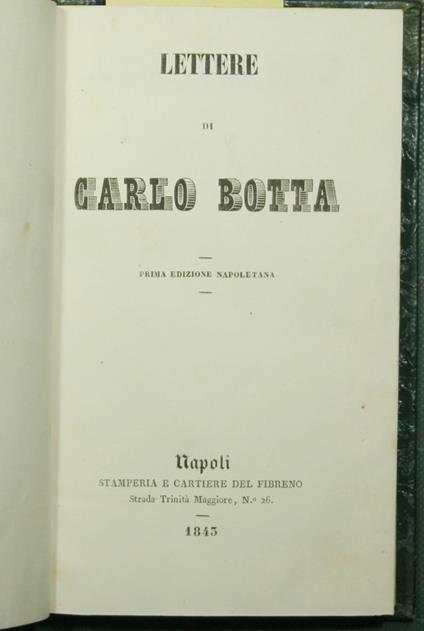 LETTERE
DI
CARLO BOTTA
PRIMA EDIZIONE NAPOLETANA
Napoli
STAMPERIA E CARTIERE DEL FIBRENO
Strada Trinità Maggiore, N.º 26.
1843